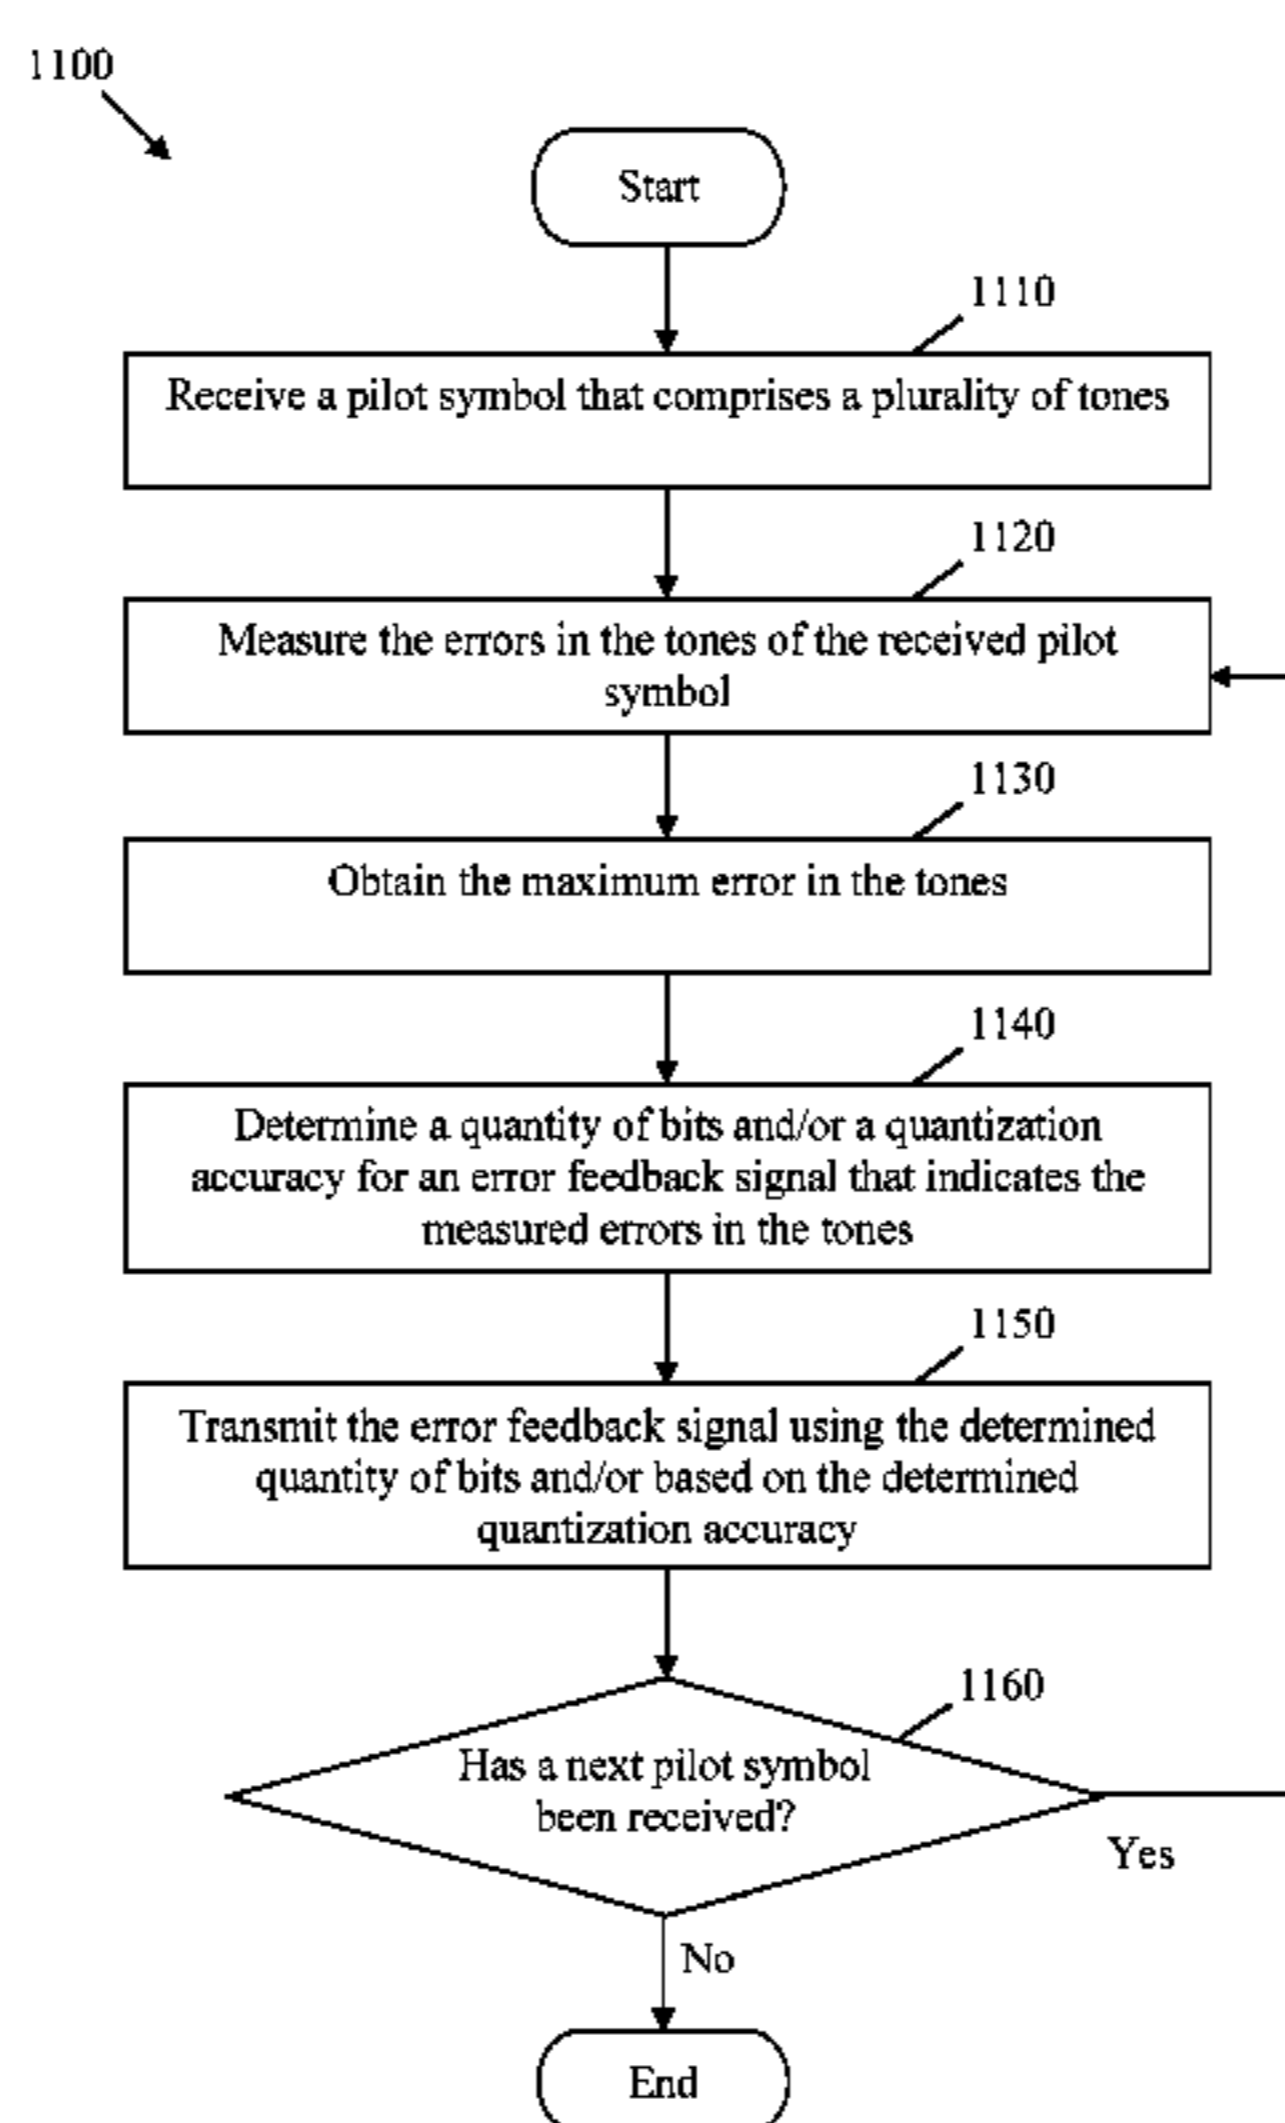 1100
Start
1110
Receive a pilot symbol that comprises a plurality of tones
1120
Measure the errors in the tones of the received pilot
symbol
1130
Obtain the maximum error in the tones
1140
Determine a quantity of bits and/or a quantization
accuracy for an error feedback signal that indicates the
measured errors in the tones
1150
Transmit the error feedback signal using the determined
quantity of bits and/or based on the determined
quantization accuracy
1160
Has a next pilot symbol
been received?
Yes
No
End